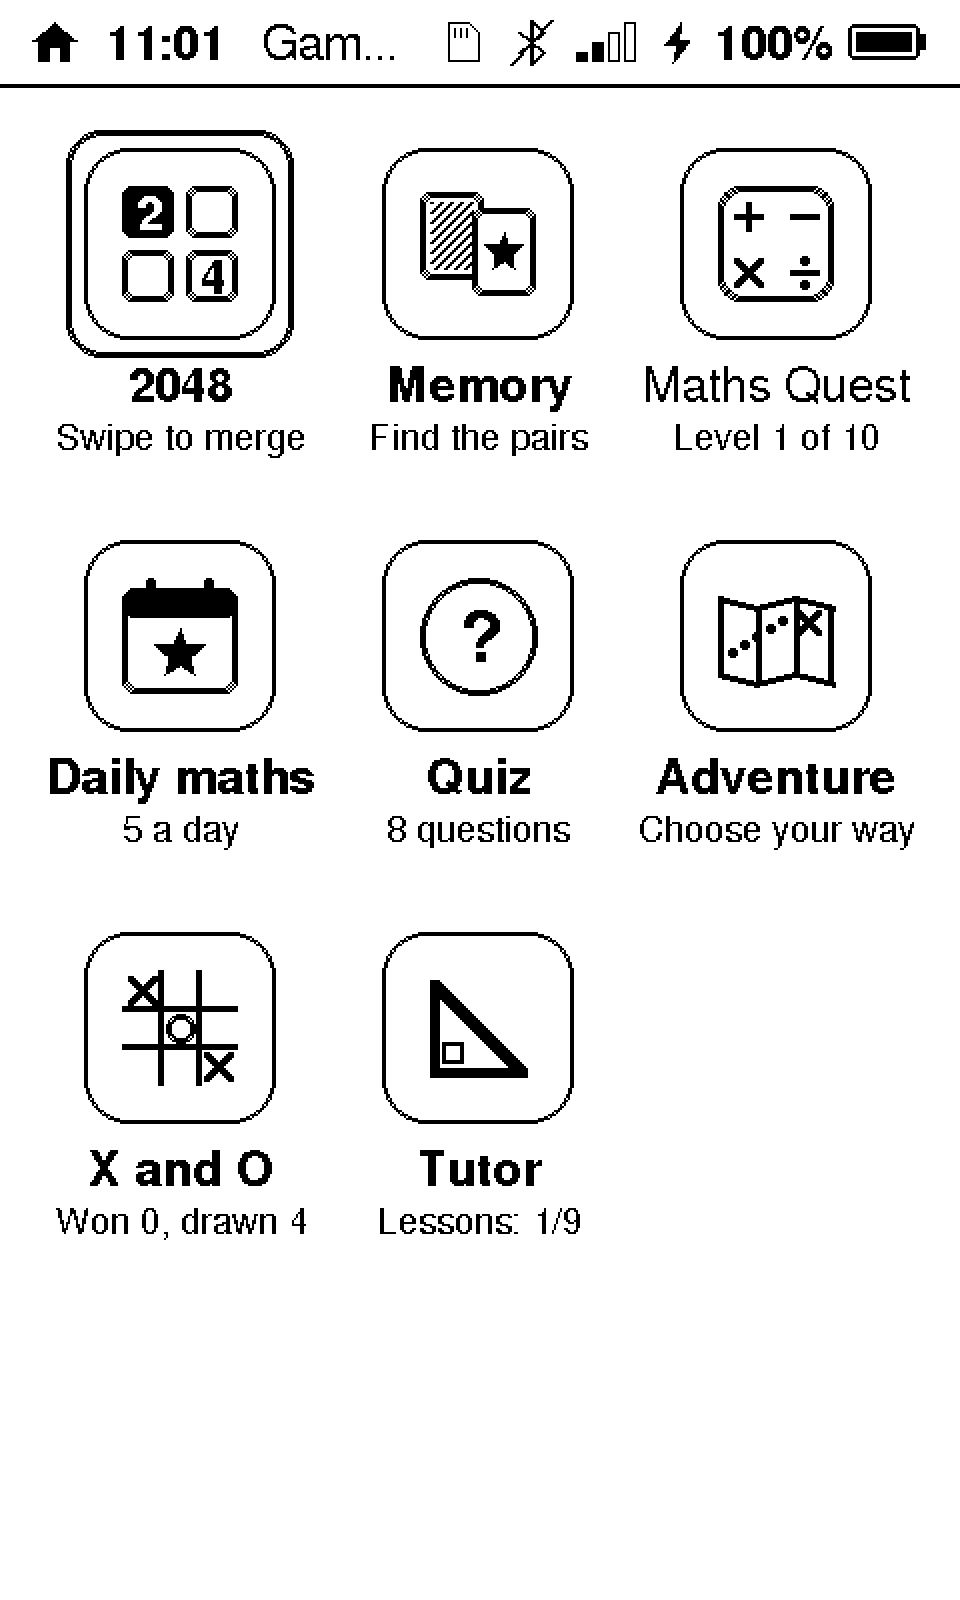 11:01 Gam... 100%
2 4
2048 Memory Maths Quest
Swipe to merge Find the pairs Level 1 of 10
?
Daily maths Quiz Adventure
5 a day 8 questions Choose your way
X and O Tutor
Won 0, drawn 4 Lessons: 1/9